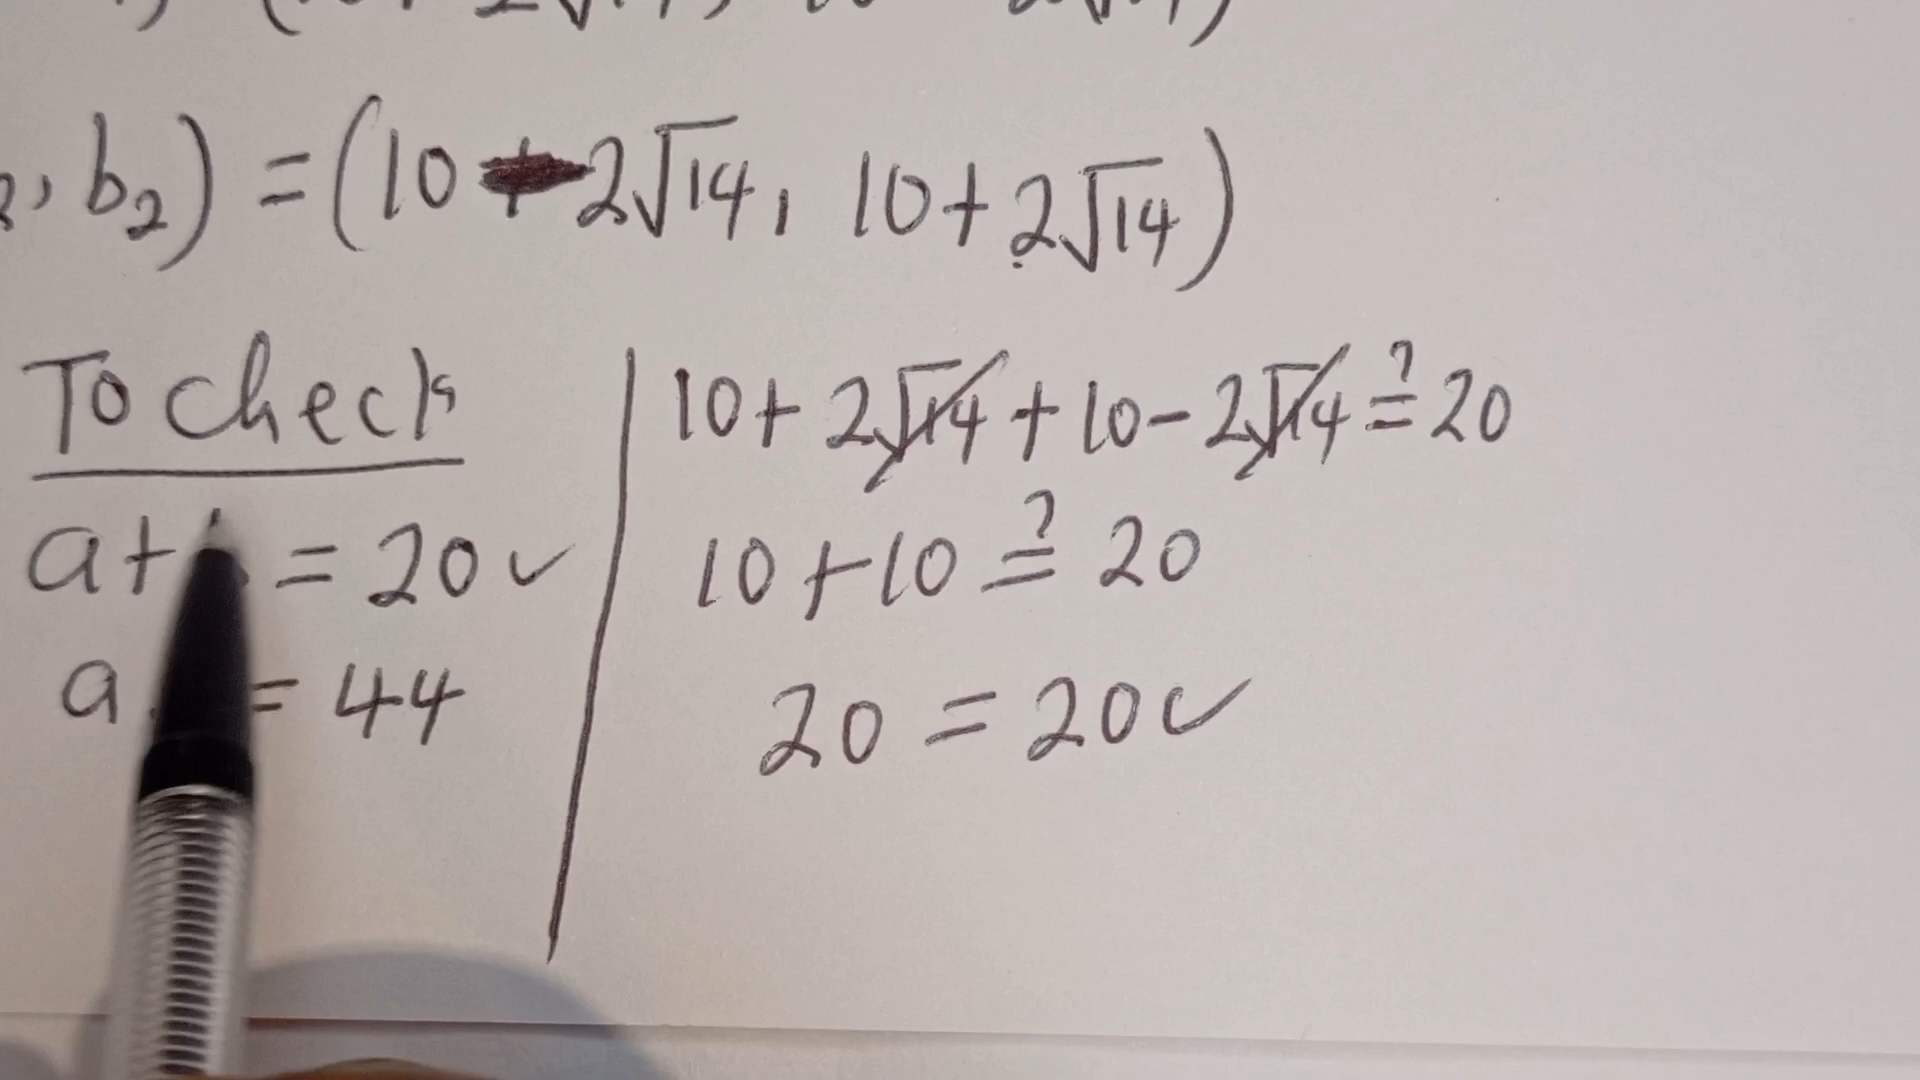 , b₂) = (10 - 2√14, 10 + 2√14)
To check
a + = 20 ✓
a = 44
10 + 2√14 + 10 - 2√14 ≟ 20
10 + 10 ≟ 20
20 = 20 ✓